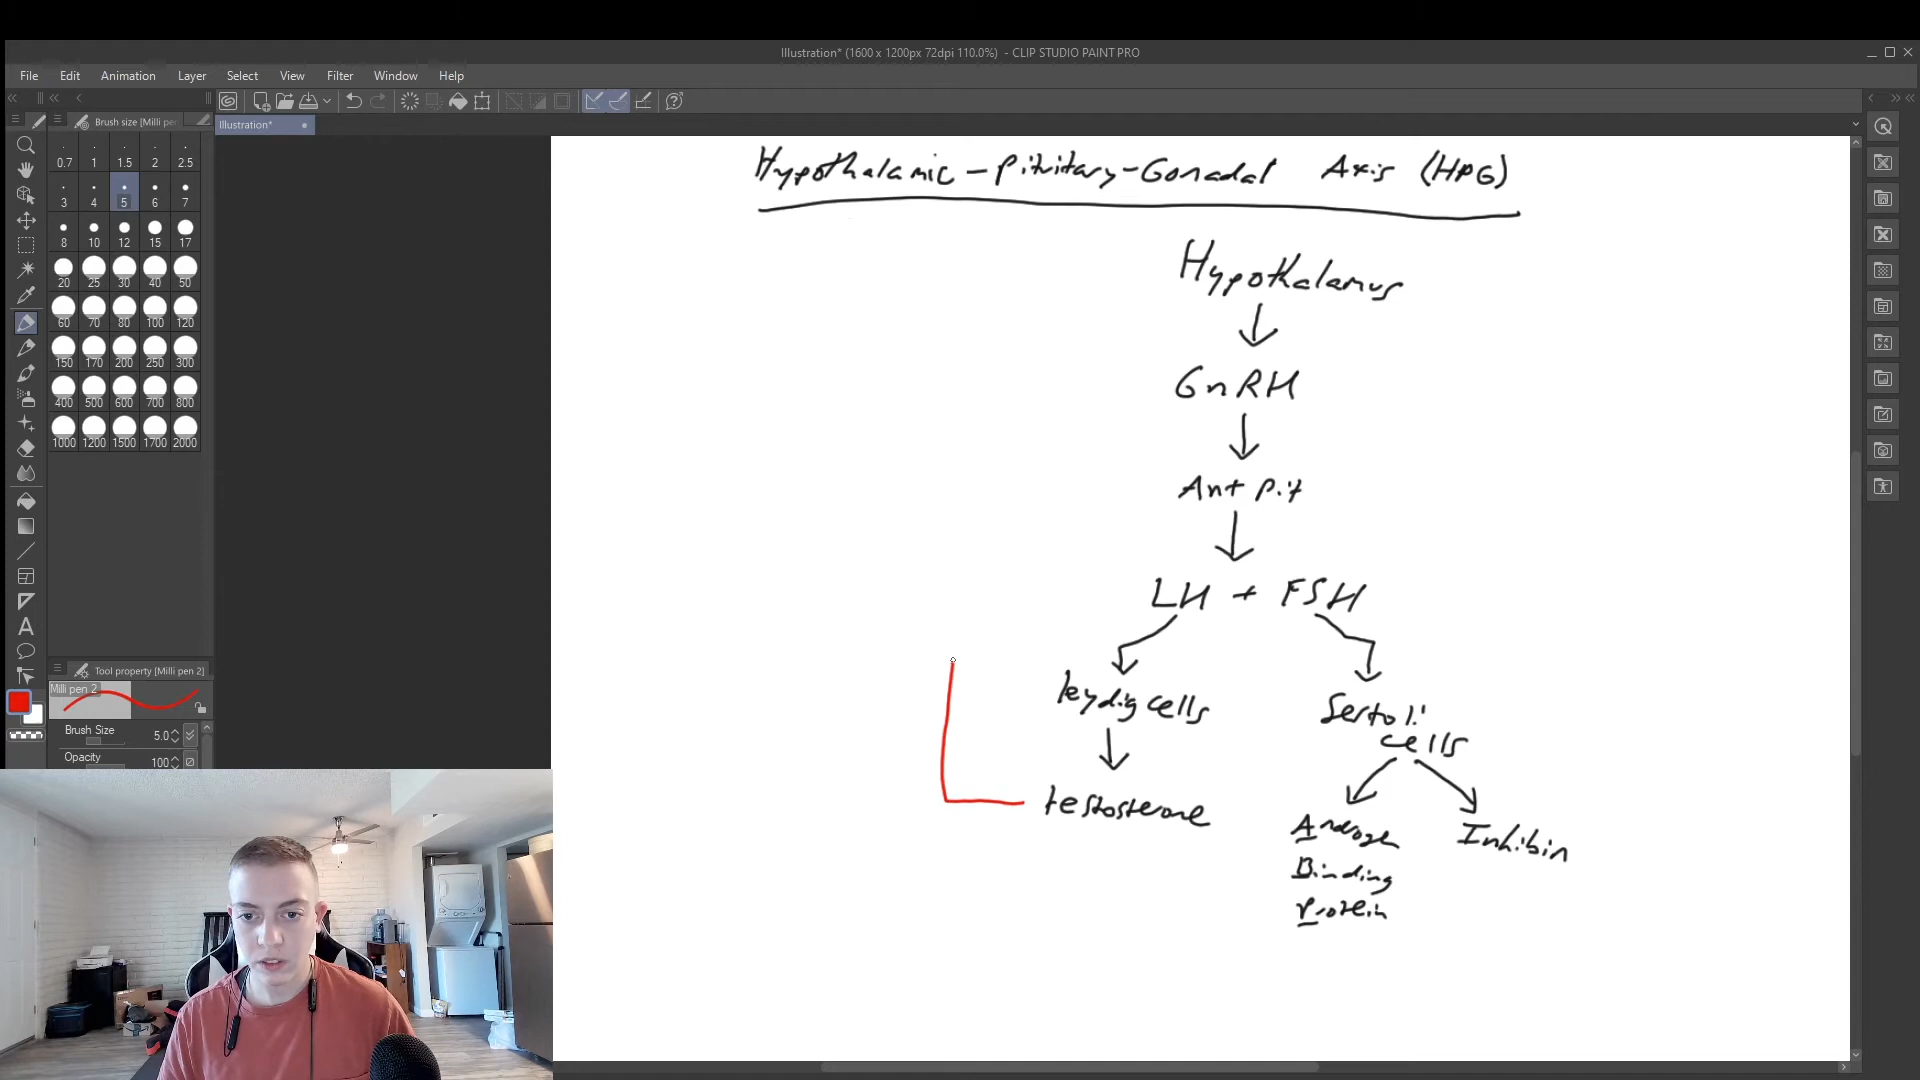 Illustration* (1600 x 1200px 72dpi 110.0%) - CLIP STUDIO PAINT PRO
File Edit Animation Layer Select View Filter Window Help
Brush size [Milli pen
Illustration*
0.7 1 1.5 2 2.5
3 4 5 6 7
8 10 12 15 17
20 25 30 40 50
60 70 80 100 120
150 170 200 250 300
400 500 600 700 800
1000 1200 1500 1700 2000
Tool property [Milli pen 2]
Milli pen 2
Brush Size 5.0
Opacity 100
Hypothalamic-Pituitary-Gonadal Axis (HPG)
Hypothalamus
GnRH
Ant Pit
LH + FSH
leydig cells
Sertoli
cells
testosterone
Androgen
Binding
Protein
Inhibin